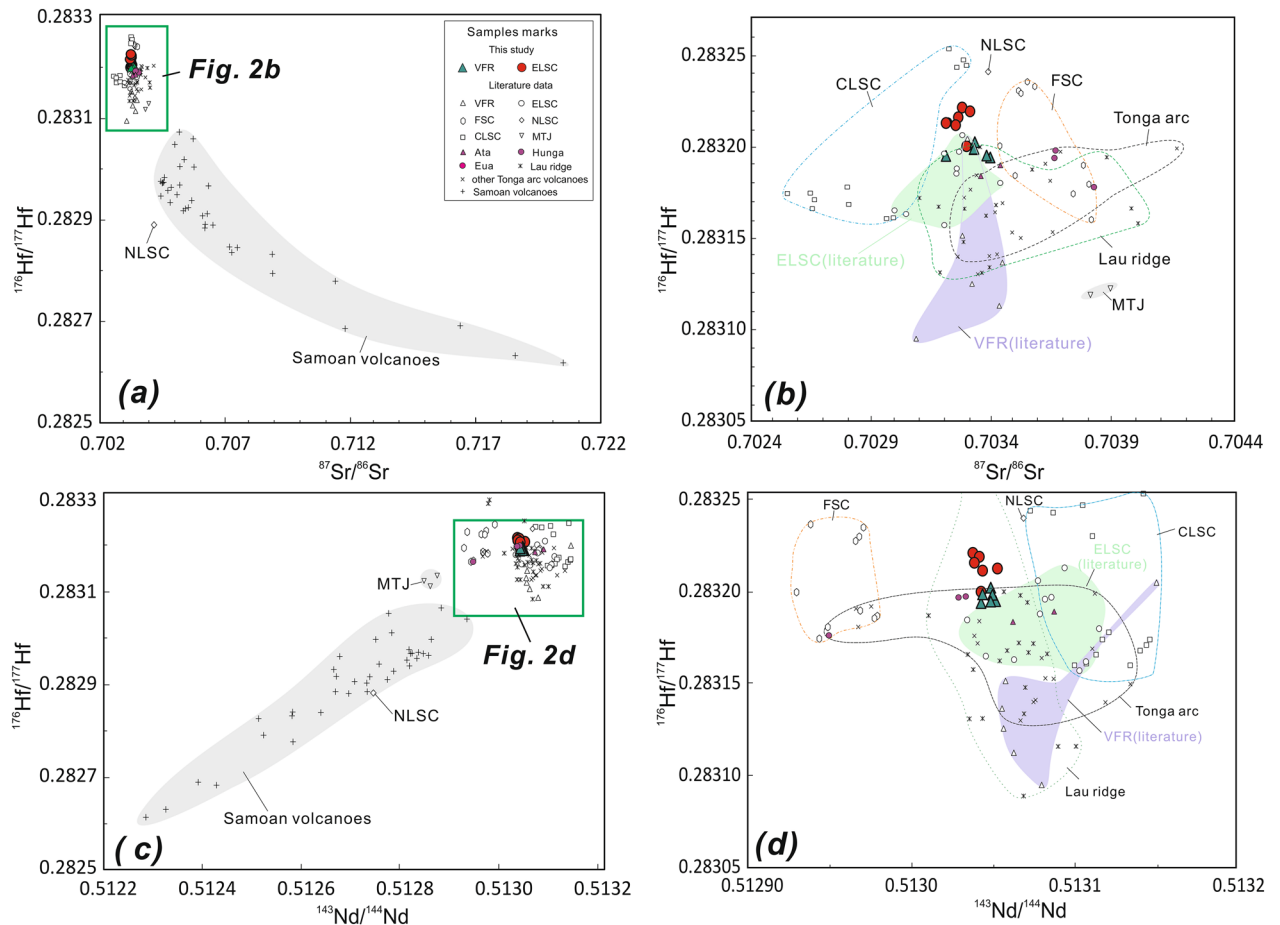 0.2833
0.2831
0.2829
0.2827
0.2825
176Hf/177Hf
0.702
0.707
0.712
0.717
0.722
87Sr/86Sr
Fig. 2b
NLSC
Samoan volcanoes
(a)
Samples marks
This study
VFR
ELSC
Literature data
VFR
ELSC
FSC
NLSC
CLSC
MTJ
Ata
Hunga
Eua
Lau ridge
other Tonga arc volcanoes
Samoan volcanoes
0.28325
0.28320
0.28315
0.28310
0.28305
176Hf/177Hf
0.7024
0.7029
0.7034
0.7039
0.7044
87Sr/86Sr
NLSC
CLSC
FSC
Tonga arc
ELSC(literature)
Lau ridge
MTJ
VFR(literature)
(b)
0.2833
0.2831
0.2829
0.2827
0.2825
176Hf/177Hf
0.5122
0.5124
0.5126
0.5128
0.5130
0.5132
143Nd/144Nd
MTJ
Fig. 2d
NLSC
Samoan volcanoes
(c)
0.28325
0.28320
0.28315
0.28310
0.28305
176Hf/177Hf
0.51290
0.5130
0.5131
0.5132
143Nd/144Nd
FSC
NLSC
CLSC
ELSC
(literature)
Tonga arc
VFR(literature)
Lau ridge
(d)